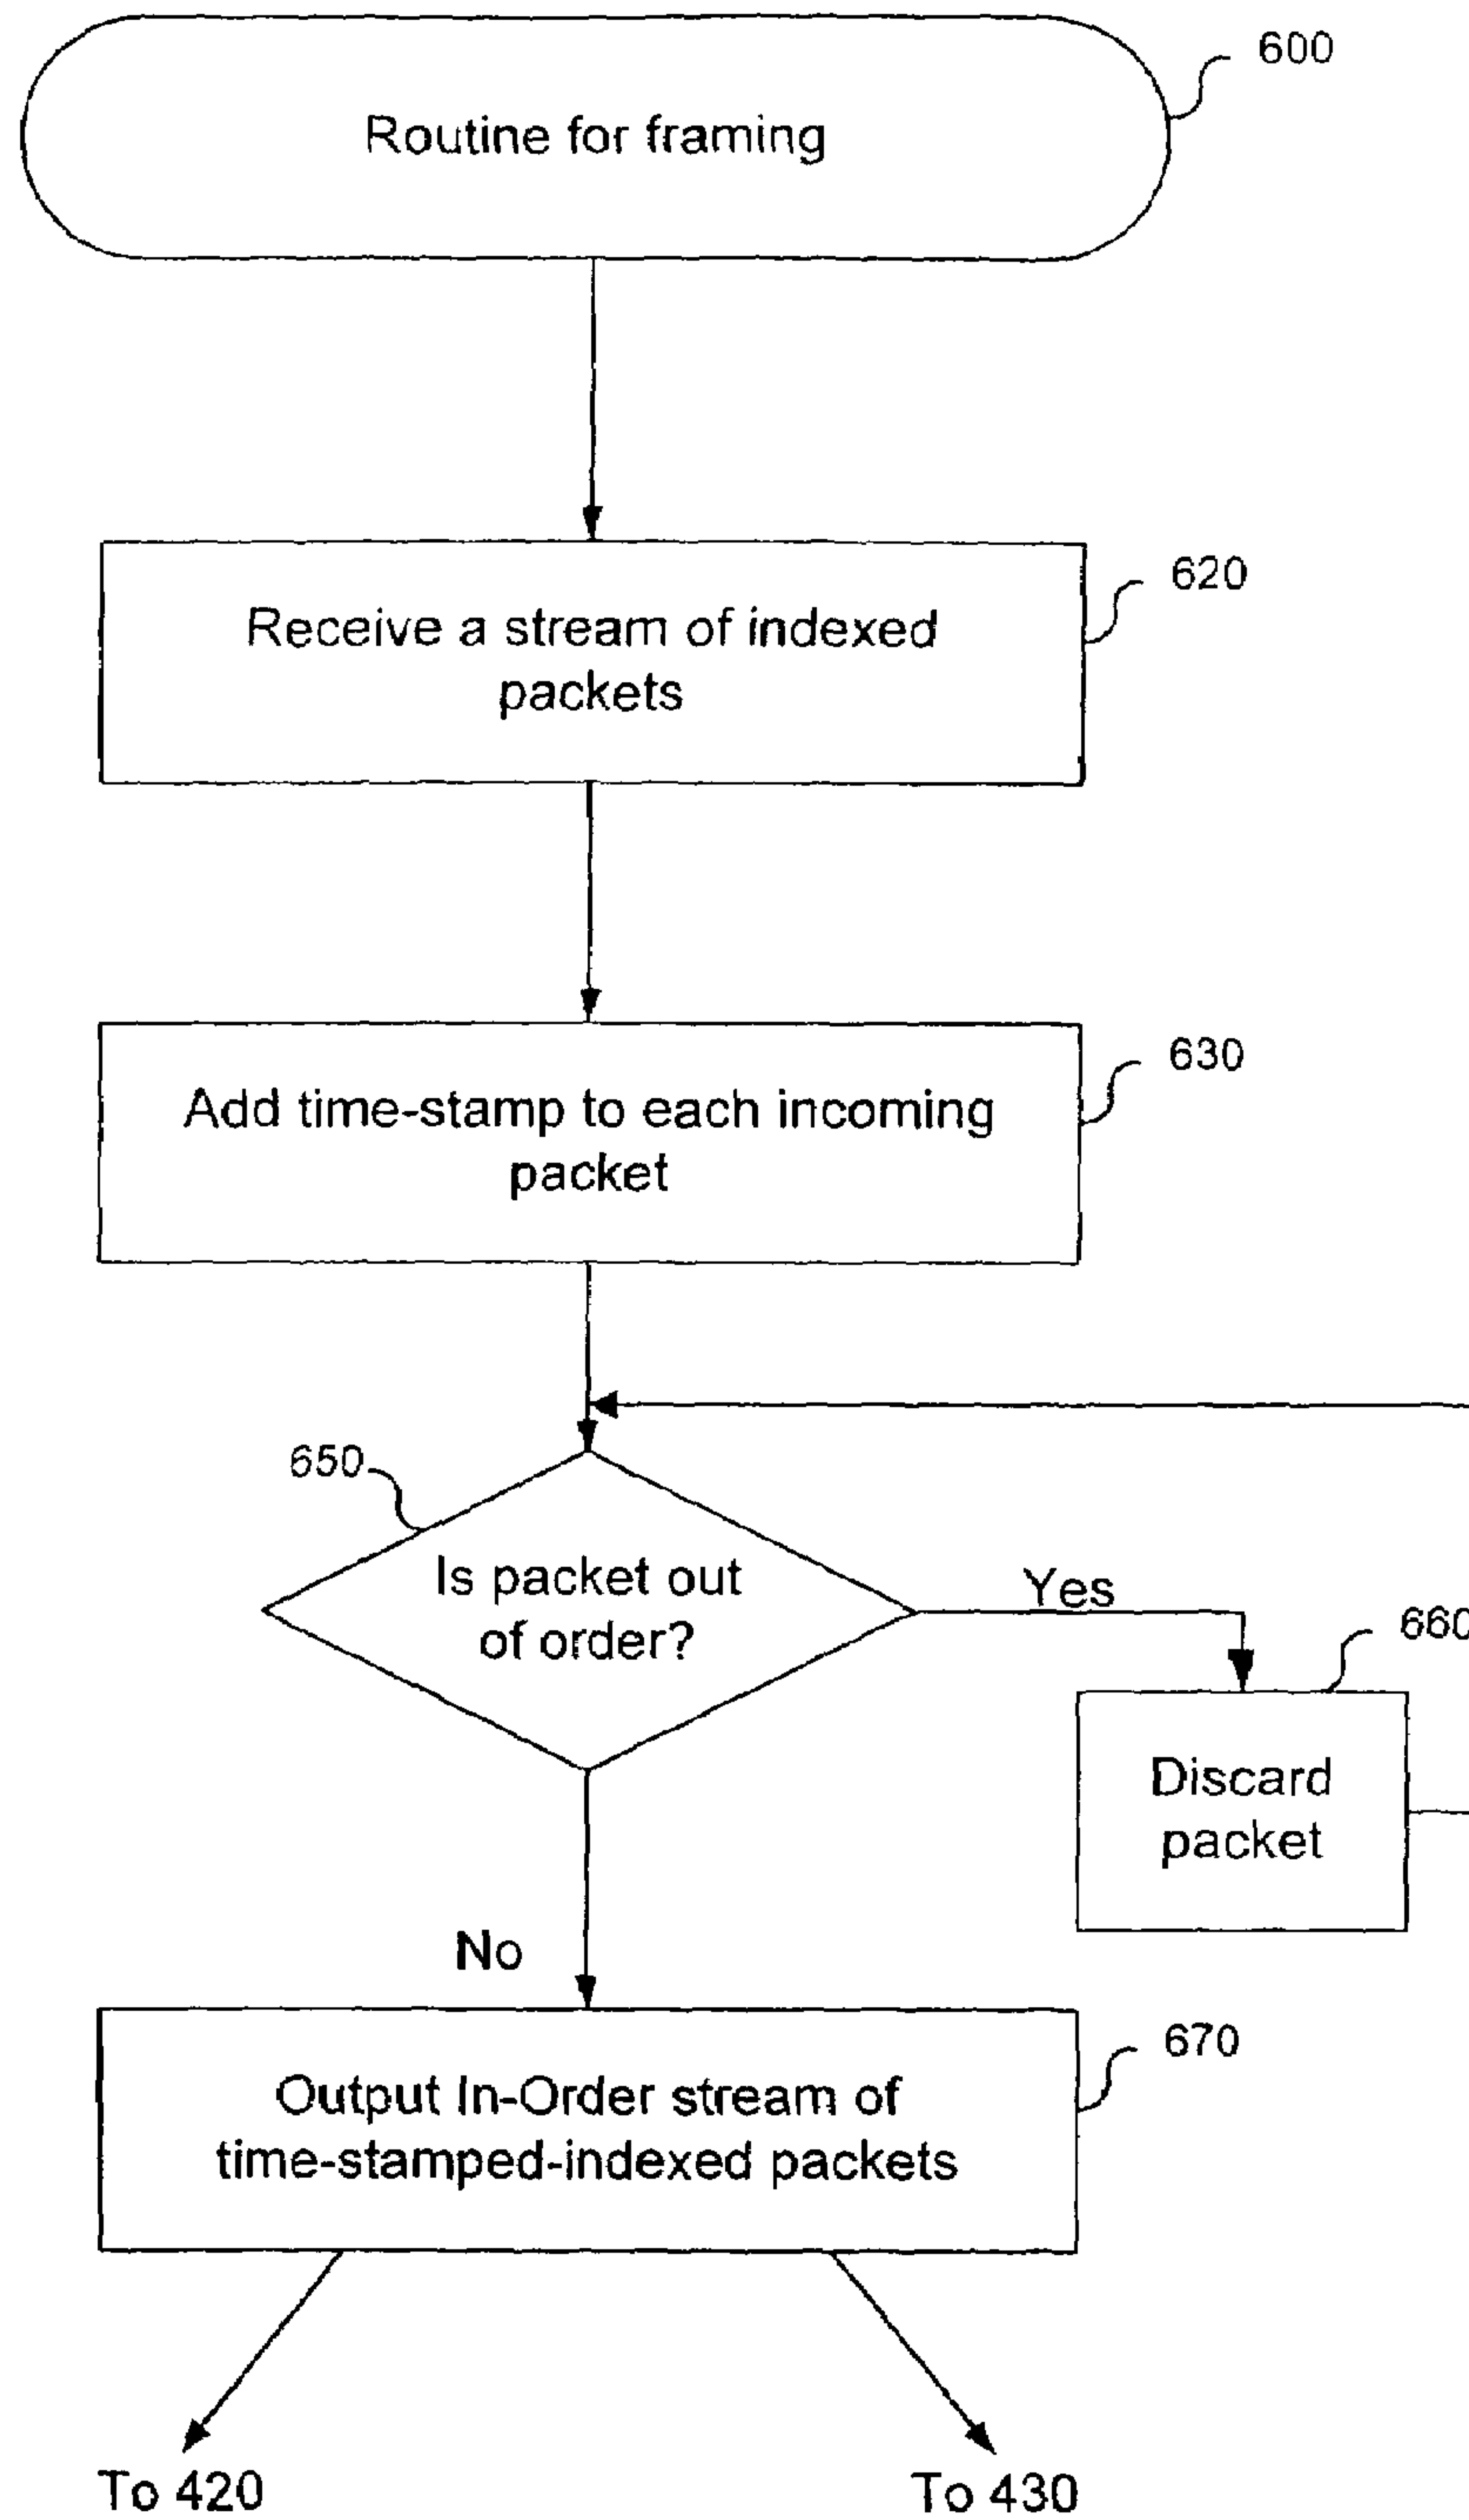 600
Routine for framing
620
Receive a stream of indexed
packets
630
Add time-stamp to each incoming
packet
650
Is packet out
of order?
Yes
660
Discard
packet
No
670
Output In-Order stream of
time-stamped-indexed packets
To 420
To 430